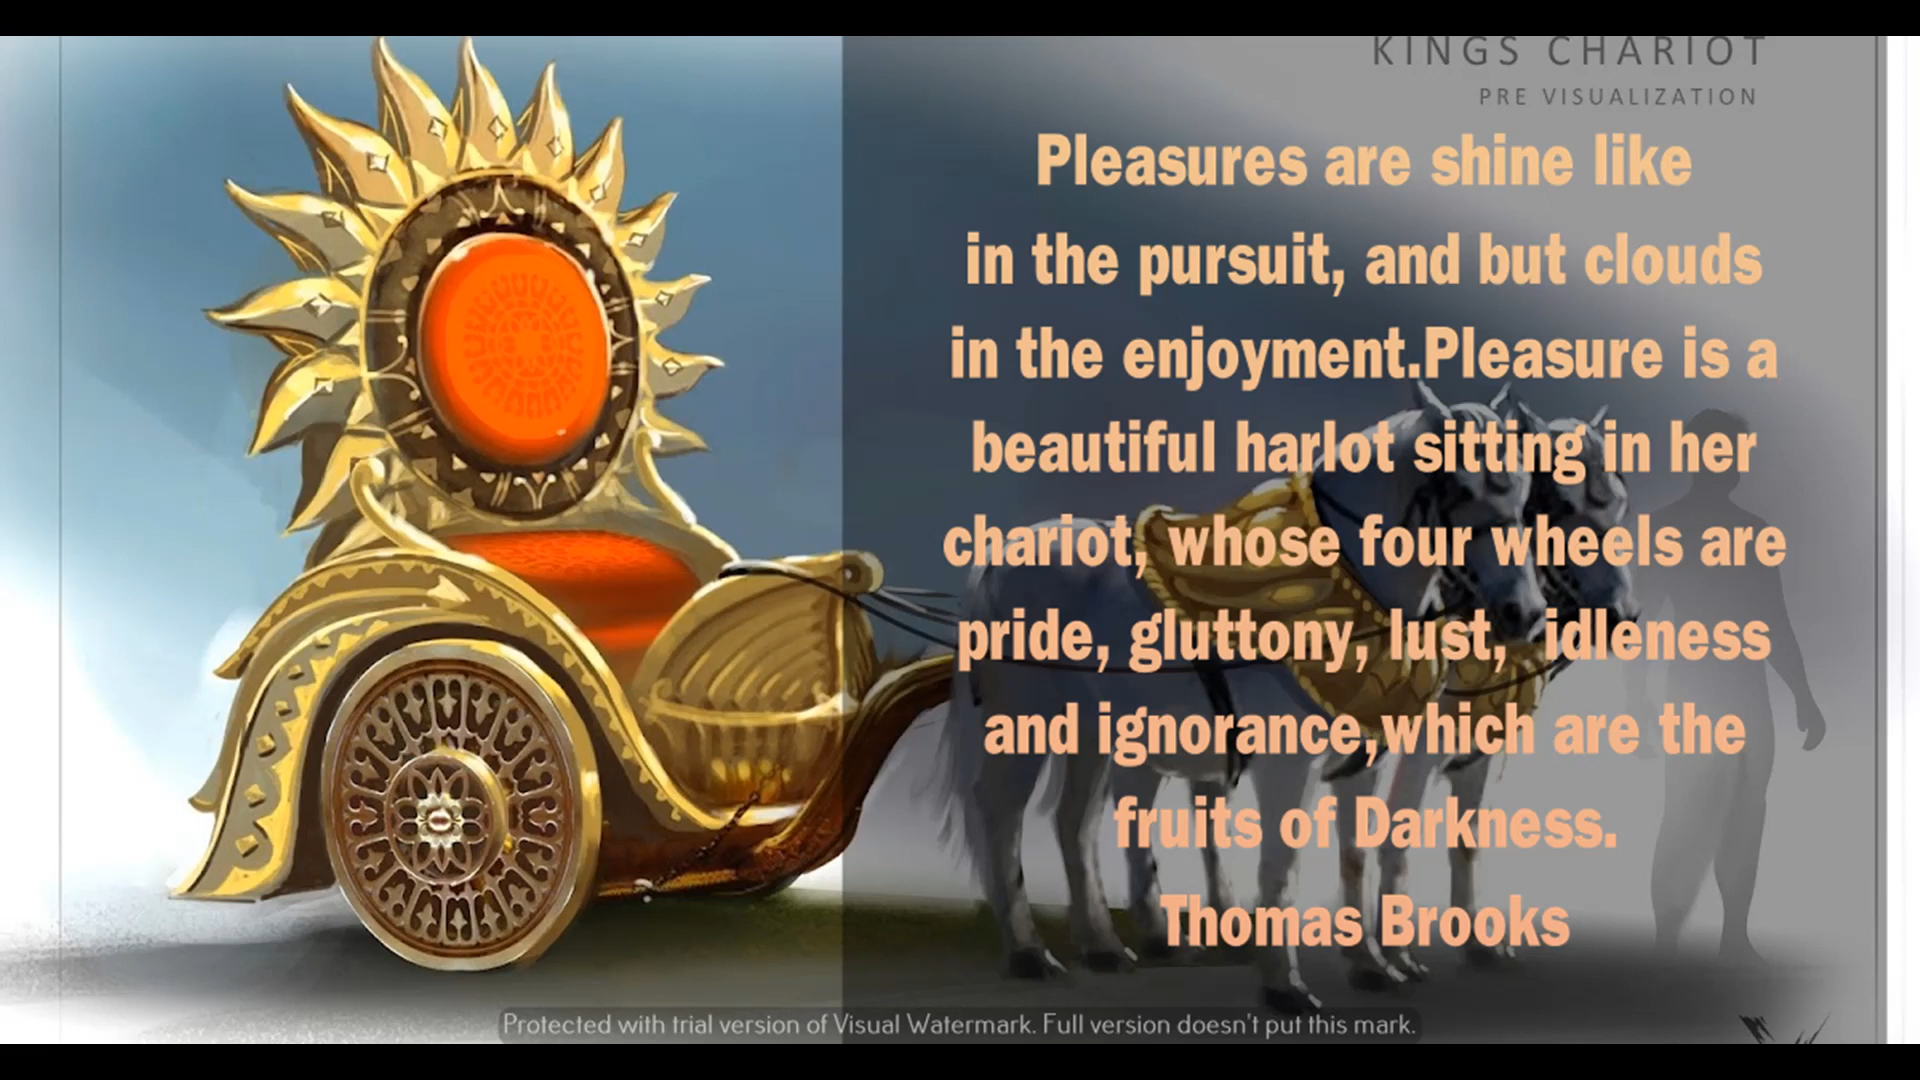 KINGS CHARIOT
PRE VISUALIZATION
Pleasures are shine like
in the pursuit, and but clouds
in the enjoyment.Pleasure is a
beautiful harlot sitting in her
chariot, whose four wheels are
pride, gluttony, lust, idleness
and ignorance,which are the
fruits of Darkness.
Thomas Brooks
Protected with trial version of Visual Watermark. Full version doesn't put this mark.